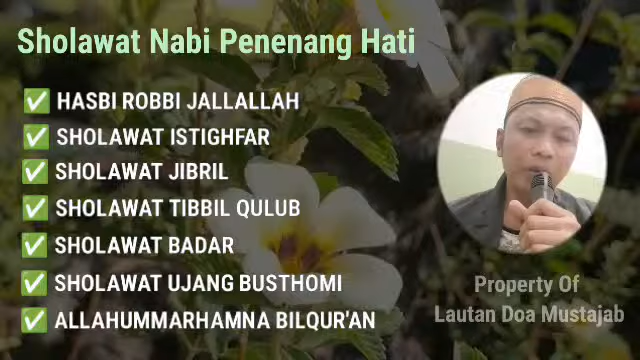 Sholawat Nabi Penenang Hati
✅ HASBI ROBBI JALLALLAH
✅ SHOLAWAT ISTIGHFAR
✅ SHOLAWAT JIBRIL
✅ SHOLAWAT TIBBIL QULUB
✅ SHOLAWAT BADAR
✅ SHOLAWAT UJANG BUSTHOMI
✅ ALLAHUMMARHAMNA BILQUR'AN
Property Of
Lautan Doa Mustajab